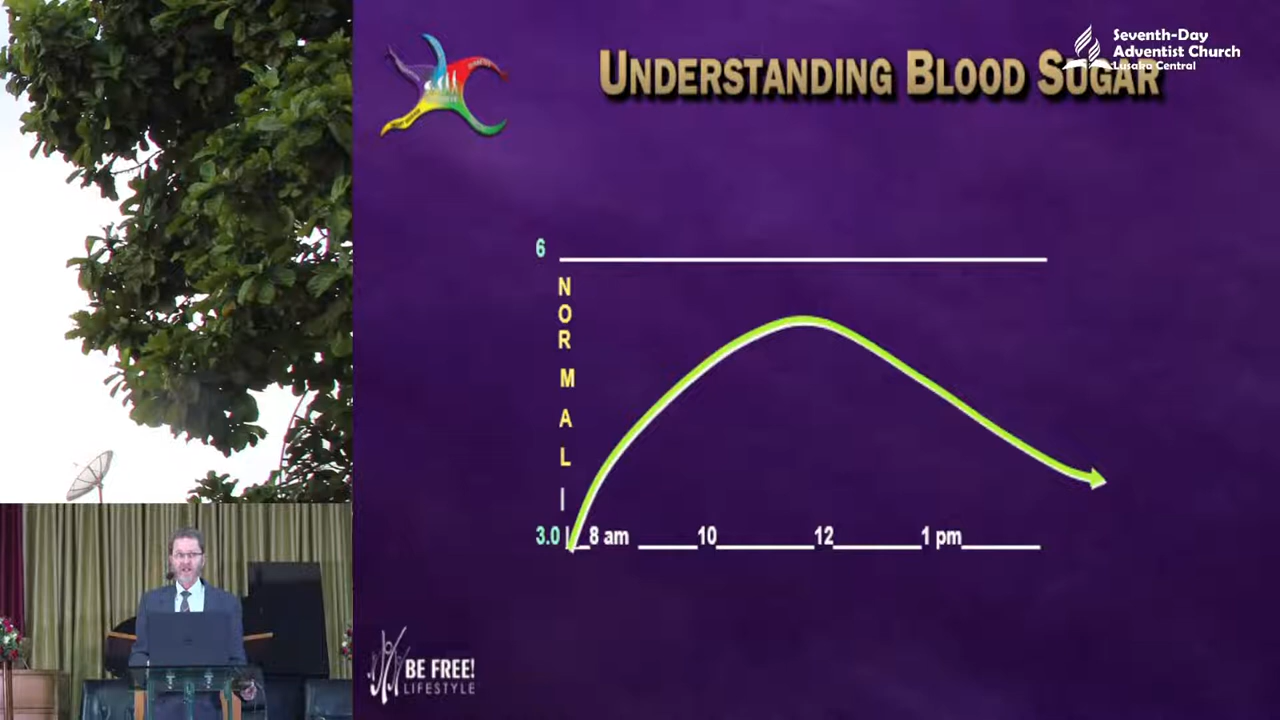 UNDERSTANDING BLOOD SUGAR
Seventh-Day
Adventist Church
Lusaka Central
6
NORMAL
3.0
8 am
10
12
1 pm
BE FREE!
LIFESTYLE